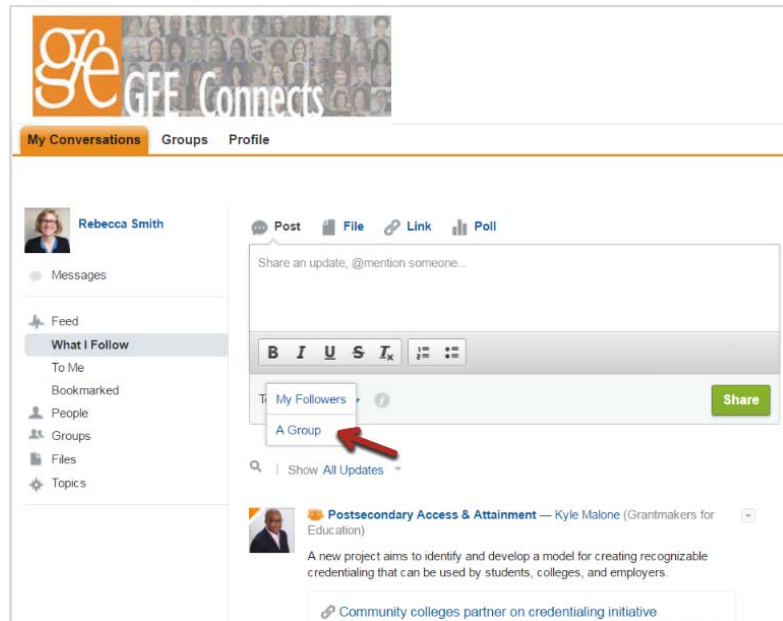 gfe
GFE Connects
My Conversations Groups Profile
Rebecca Smith
Messages
Feed
What I Follow
To Me
Bookmarked
People
Groups
Files
Topics
Post File Link Poll
Share an update, @mention someone...
B I U S Tx
My Followers
A Group
Share
Show All Updates
Postsecondary Access & Attainment — Kyle Malone (Grantmakers for
Education)
A new project aims to identify and develop a model for creating recognizable
credentialing that can be used by students, colleges, and employers.
Community colleges partner on credentialing initiative